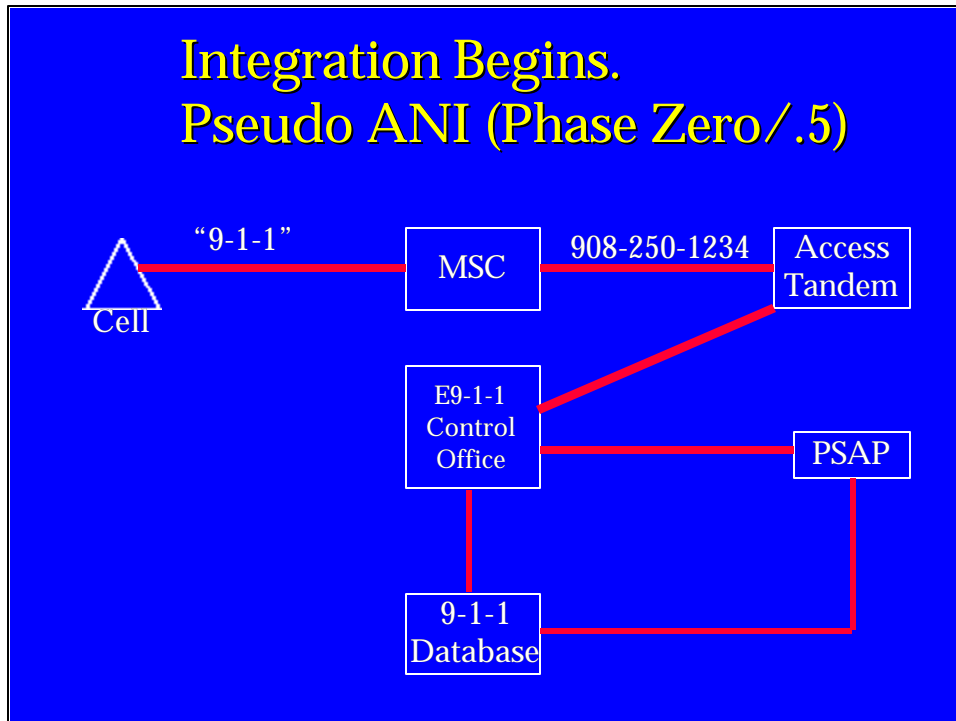 Integration Begins.
Pseudo ANI (Phase Zero/.5)
“9-1-1”
Cell
MSC
908-250-1234
Access
Tandem
E9-1-1
Control
Office
PSAP
9-1-1
Database